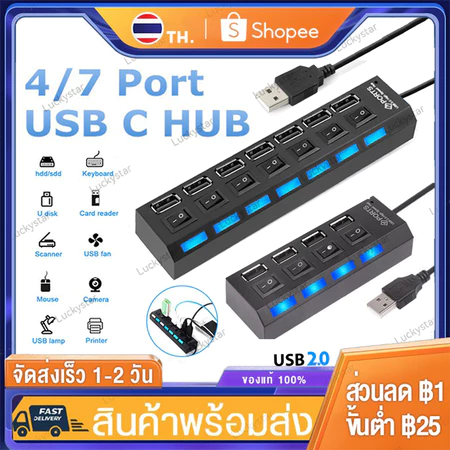 TH.
Shopee
4/7 Port
USB C HUB
hdd/sdd
Keyboard
U disk
Card reader
Scanner
USB fan
Mouse
Camera
USB lamp
Printer
Luckystar
PORTS
PORTS
USB 2.0
จัดส่งเร็ว 1-2 วัน
ของแท้ 100%
FAST
DELIVERY
สินค้าพร้อมส่ง
ส่วนลด ฿1
ขั้นต่ำ ฿25